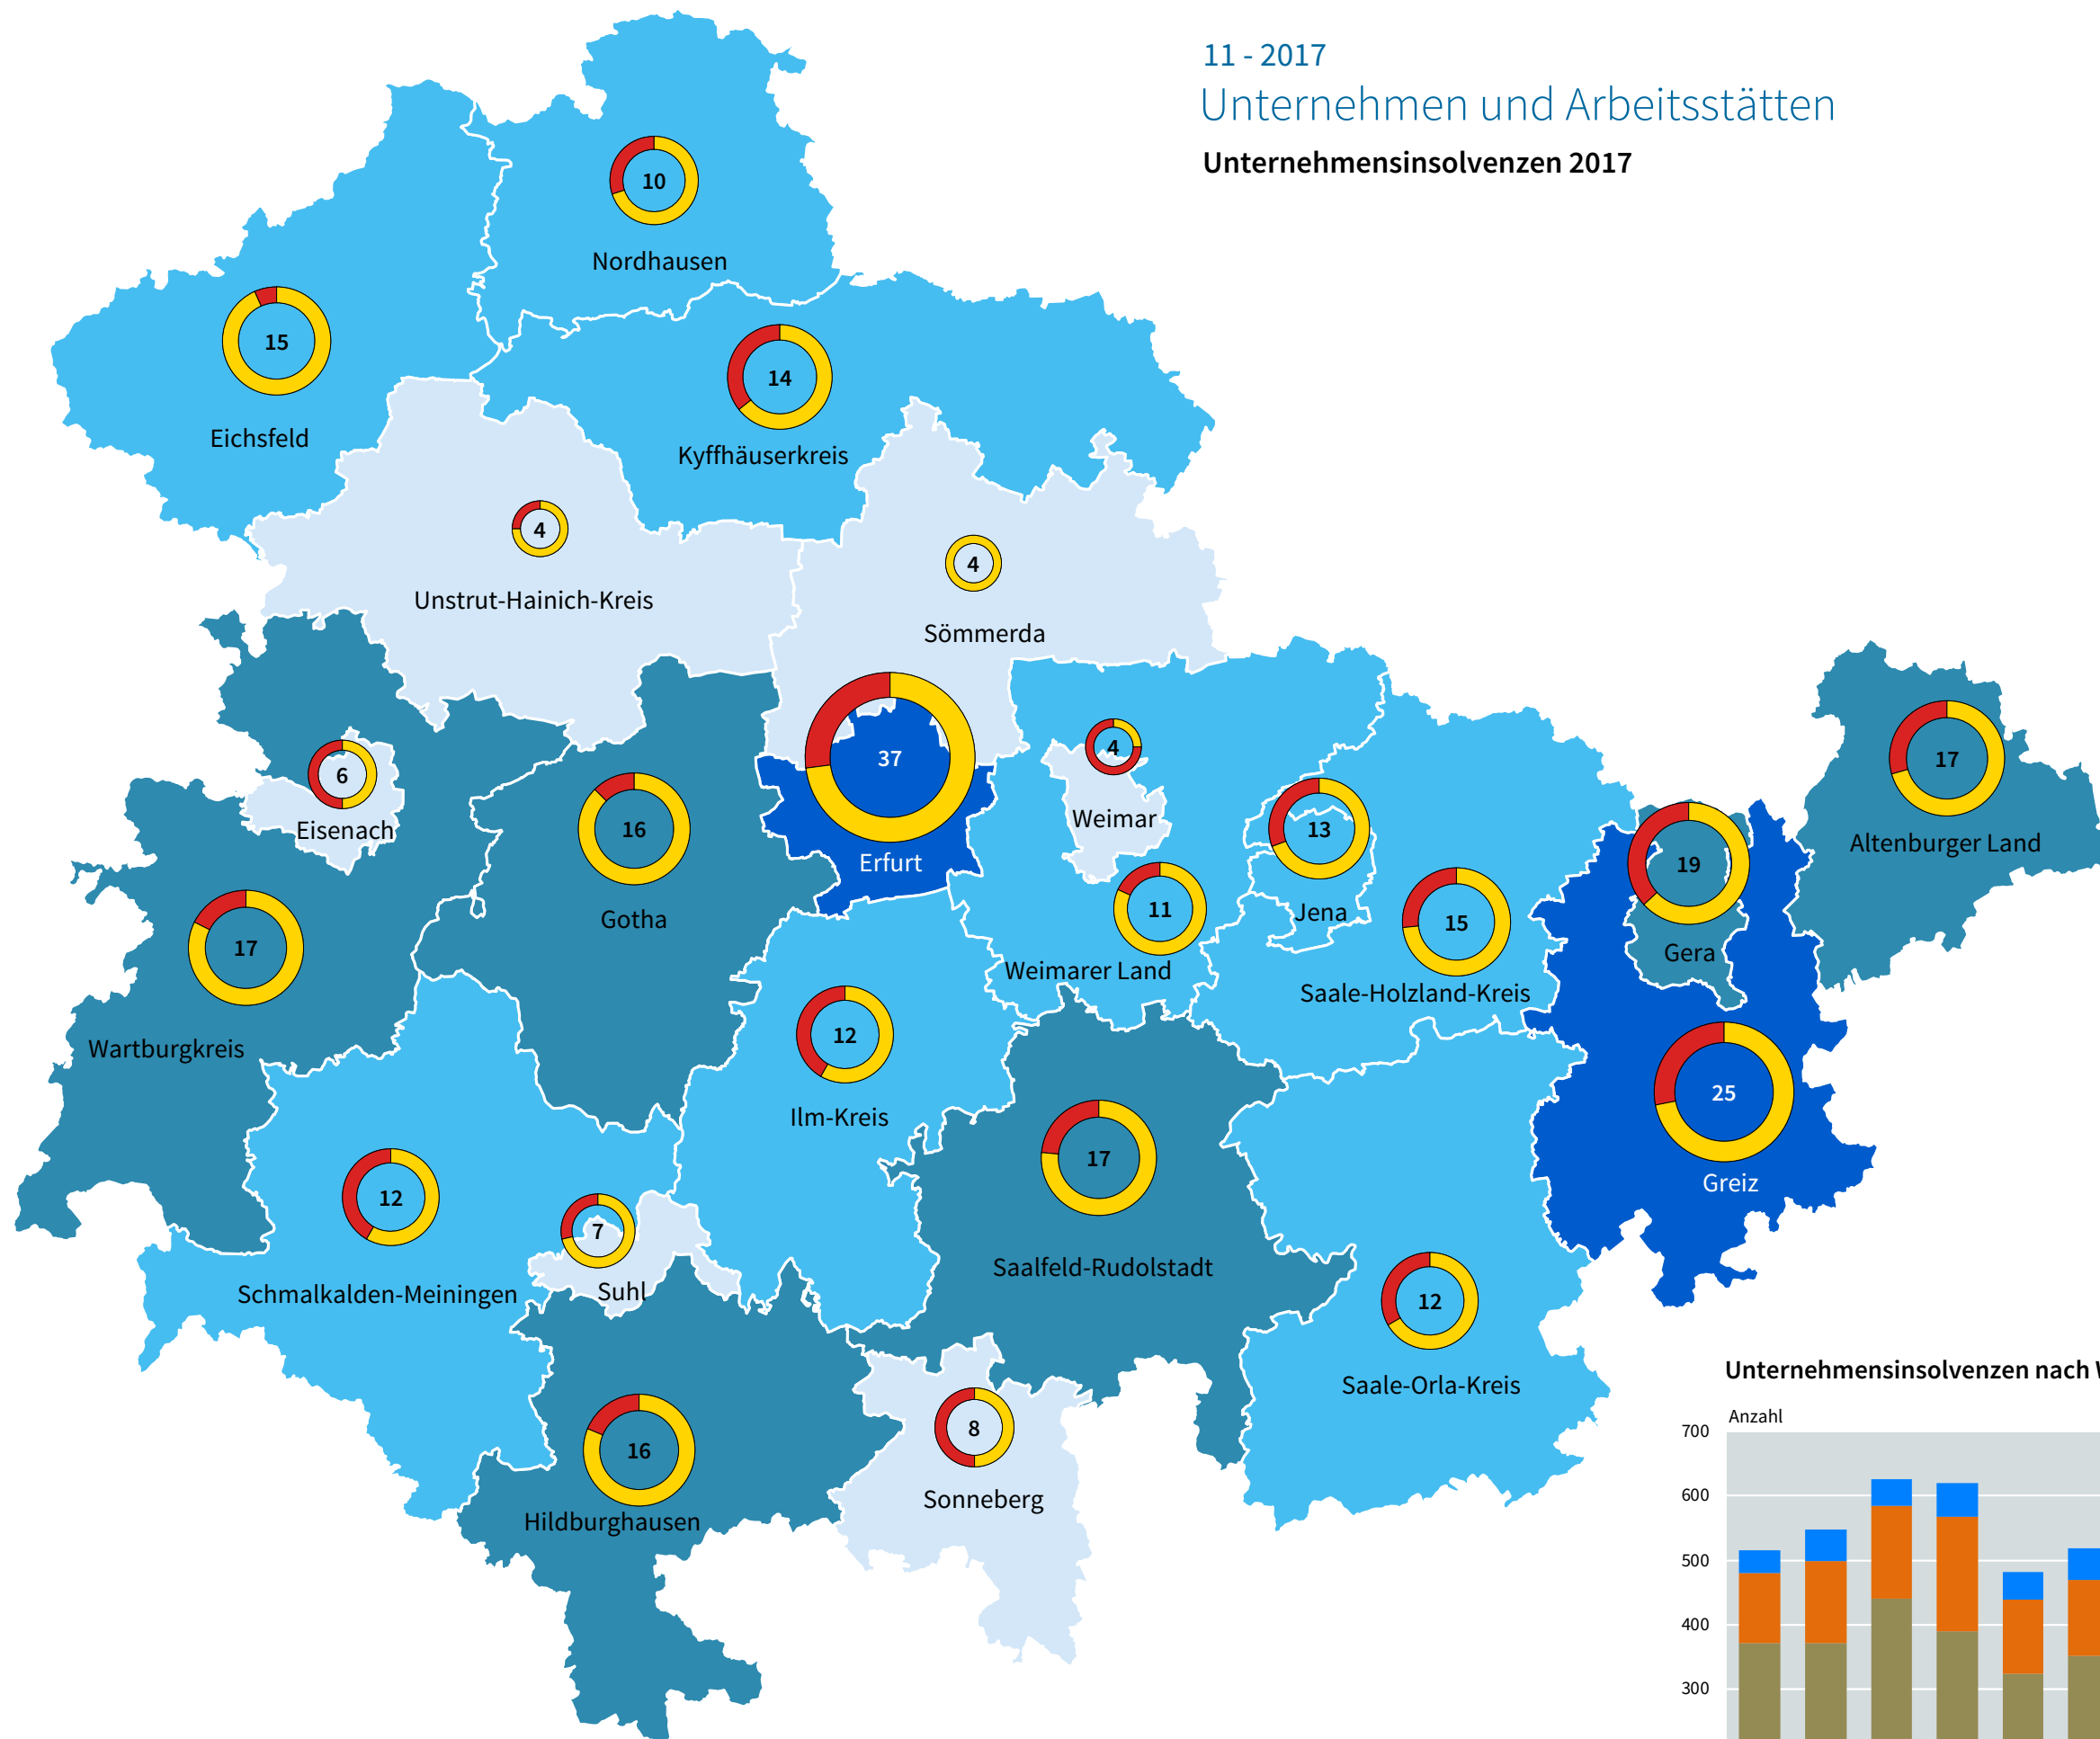 11 - 2017
Unternehmen und Arbeitsstätten
Unternehmensinsolvenzen 2017
10
Nordhausen
15
Eichsfeld
14
Kyffhäuserkreis
4
Unstrut-Hainich-Kreis
4
Sömmerda
37
Erfurt
4
Weimar
6
Eisenach
16
Gotha
17
Wartburgkreis
11
Weimarer Land
13
Jena
15
Saale-Holzland-Kreis
19
Gera
17
Altenburger Land
12
Ilm-Kreis
25
Greiz
17
Saalfeld-Rudolstadt
12
Schmalkalden-Meiningen
7
Suhl
12
Saale-Orla-Kreis
16
Hildburghausen
8
Sonneberg
Unternehmensinsolvenzen nach
Anzahl
700
600
500
400
300